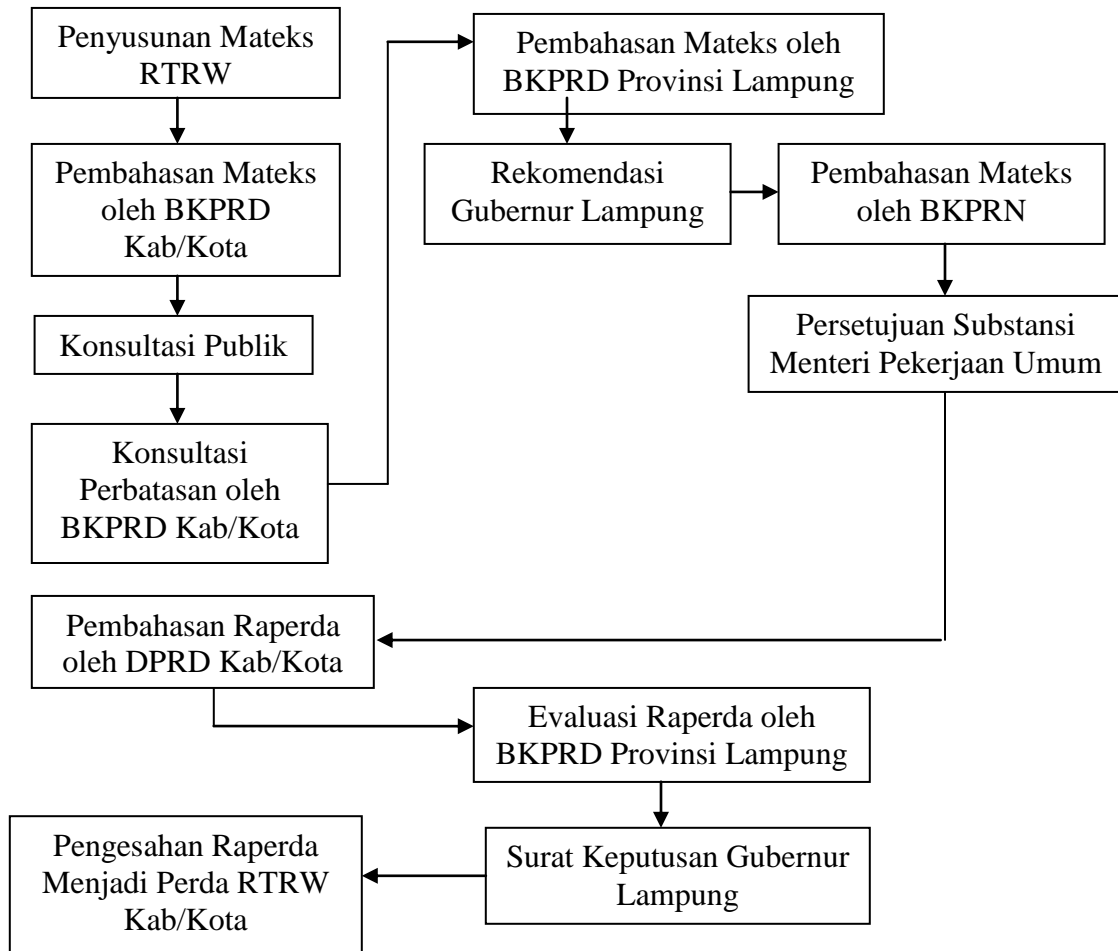 Penyusunan Mateks
RTRW
Pembahasan Mateks
oleh BKPRD
Kab/Kota
Konsultasi Publik
Konsultasi
Perbatasan oleh
BKPRD Kab/Kota
Pembahasan Mateks oleh
BKPRD Provinsi Lampung
Rekomendasi
Gubernur Lampung
Pembahasan Mateks
oleh BKPRN
Persetujuan Substansi
Menteri Pekerjaan Umum
Pembahasan Raperda
oleh DPRD Kab/Kota
Evaluasi Raperda oleh
BKPRD Provinsi Lampung
Surat Keputusan Gubernur
Lampung
Pengesahan Raperda
Menjadi Perda RTRW
Kab/Kota